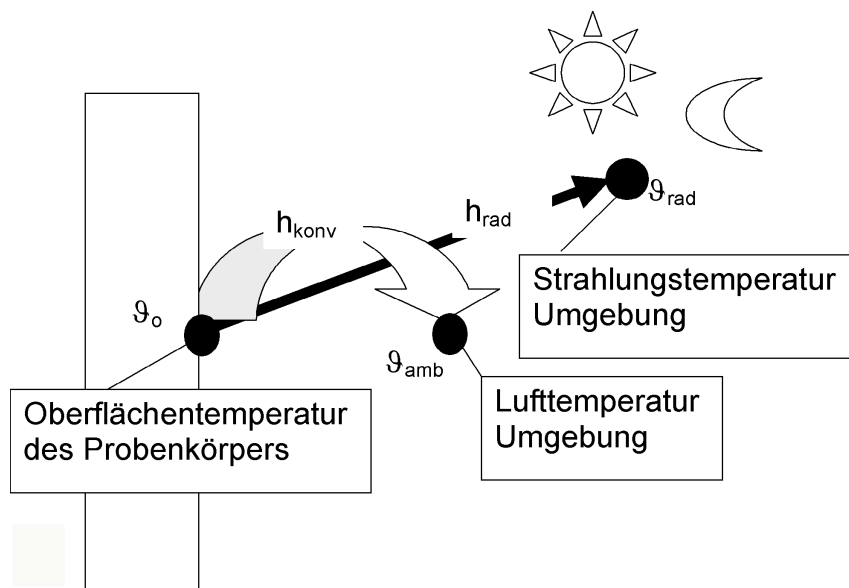 h_konv
h_rad
ϑ_rad
Strahlungstemperatur
Umgebung
ϑ_o
ϑ_amb
Lufttemperatur
Umgebung
Oberflächentemperatur
des Probenkörpers